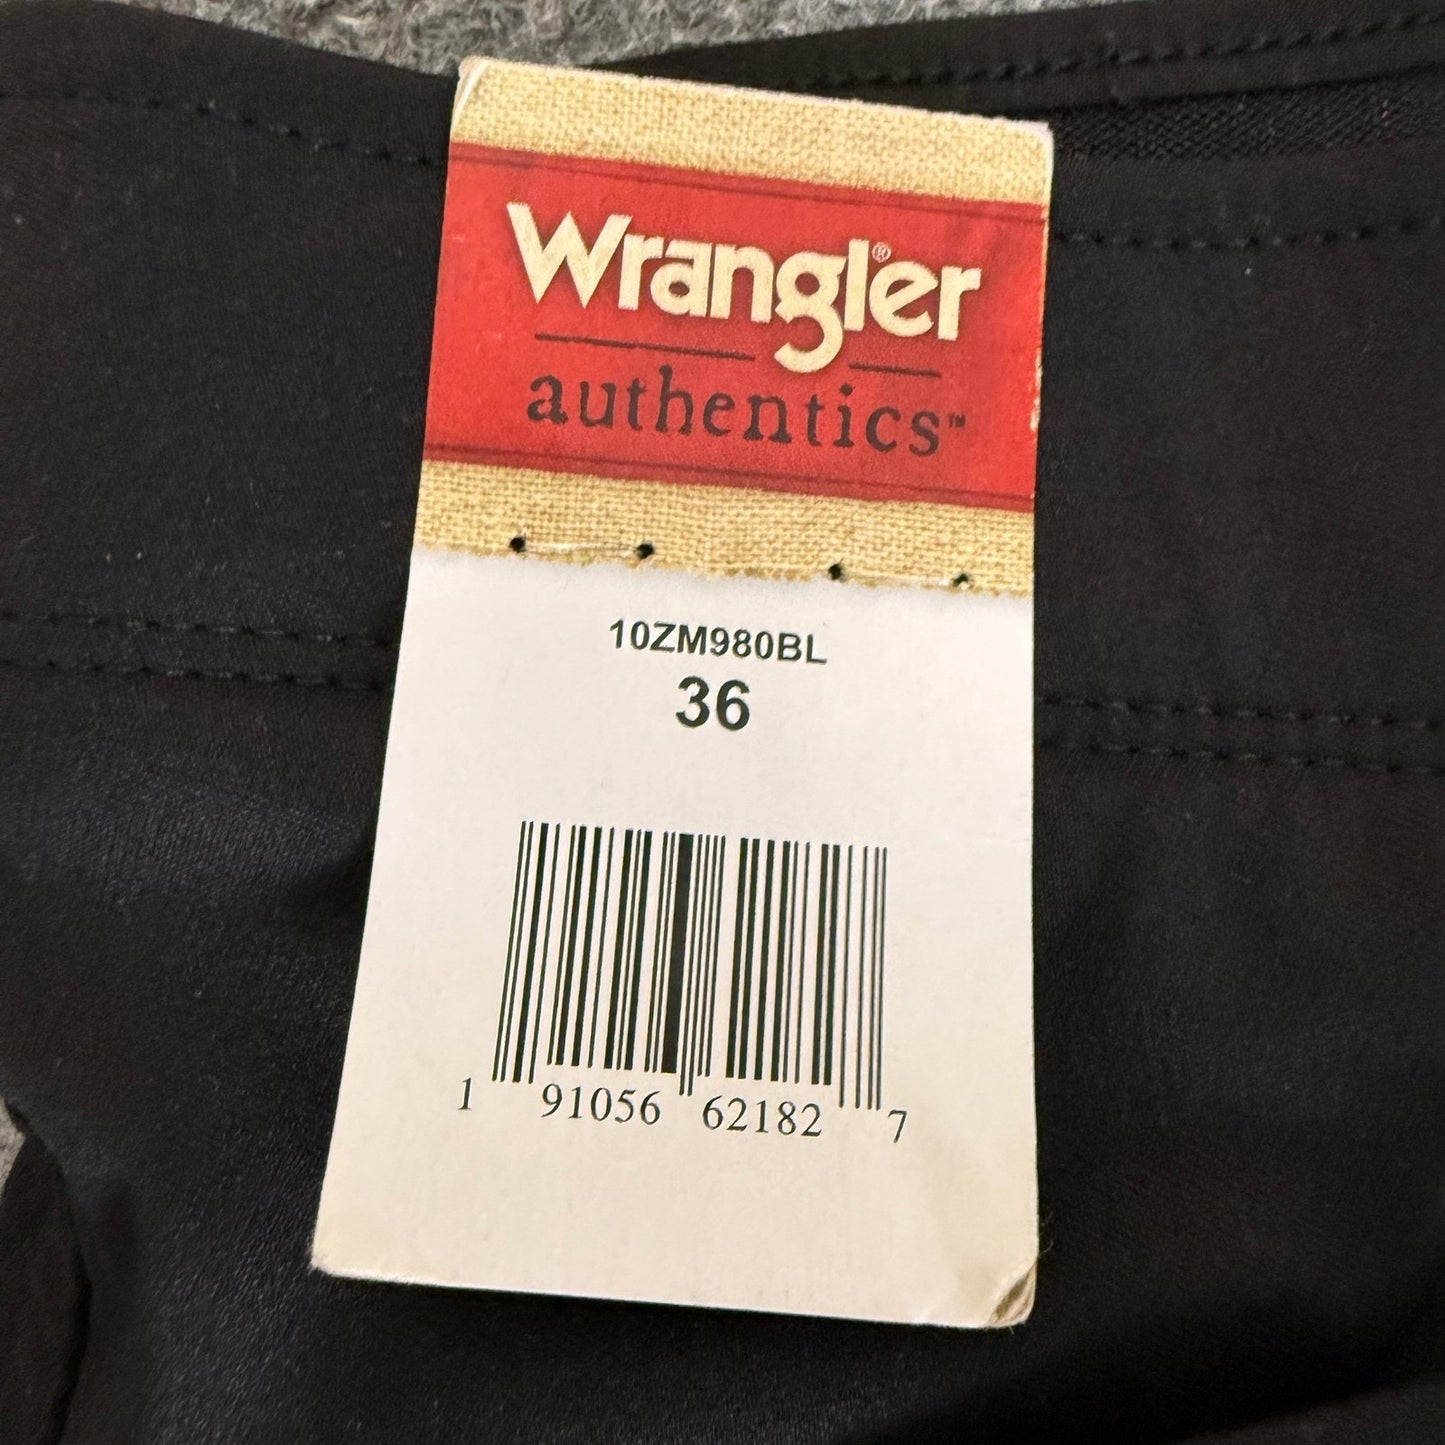 Wrangler®
authentics™
10ZM980BL
36
1 91056 62182 7